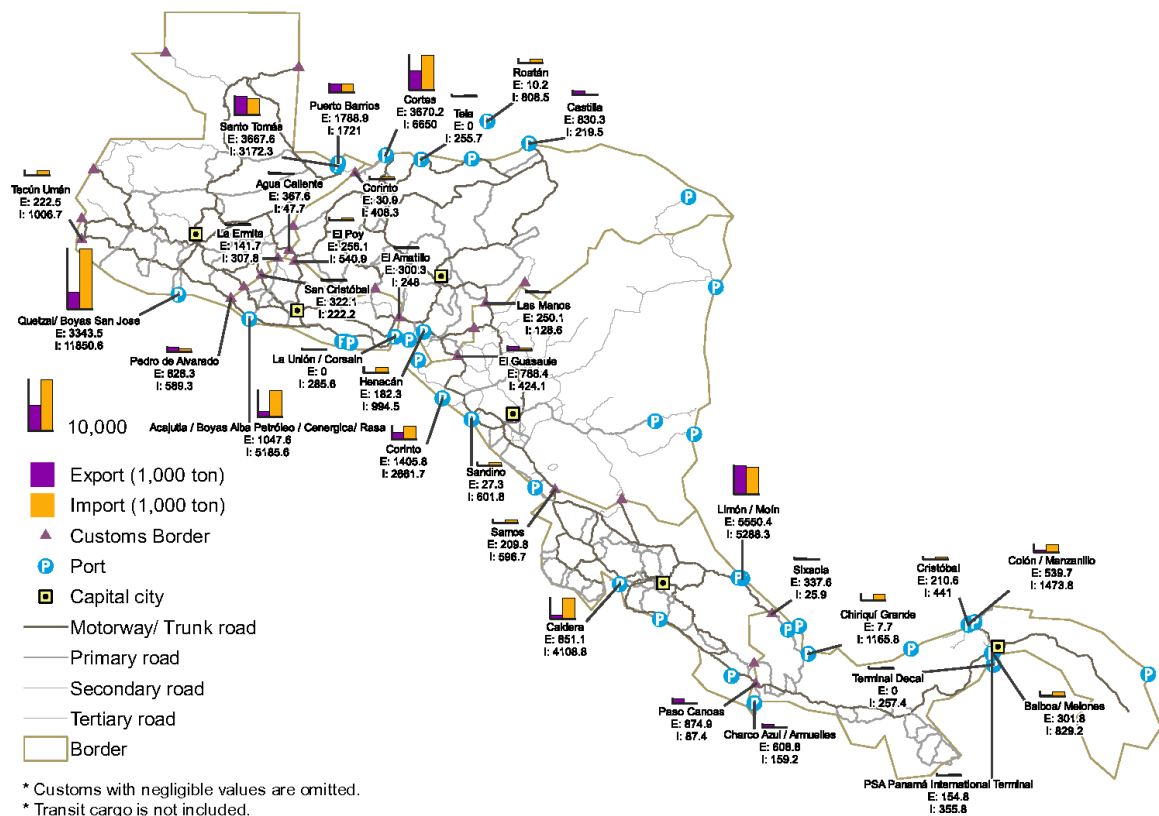 Roatán
E: 10.2
I: 808.5
Cortes
E: 3670.2
I: 6650
Castilla
E: 830.3
I: 219.5
Puerto Barrios
E: 1788.9
I: 1721
Tela
E: 0
I: 255.7
Santo Tomás
E: 3667.6
I: 3172.3
Tecún Umán
E: 222.5
I: 1006.7
Agua Caliente
E: 367.6
I: 47.7
Corinto
E: 30.9
I: 408.3
La Ermita
E: 141.7
I: 307.8
El Poy
E: 256.1
I: 540.9
El Amatillo
E: 300.3
I: 248
San Cristóbal
E: 322.1
I: 222.2
Las Manos
E: 250.1
I: 128.6
Quetzal/ Boyas San Jose
E: 3343.5
I: 11850.6
Pedro de Alvarado
E: 828.3
I: 589.3
La Unión / Corsain
E: 0
I: 285.6
El Guasaule
E: 788.4
I: 424.1
Henacán
E: 182.3
I: 994.5
Acajutla / Boyas Alba Petróleo / Cenergica/ Rasa
E: 1047.6
I: 5185.6
Corinto
E: 1405.8
I: 2661.7
Sandino
E: 27.3
I: 601.8
Samos
E: 209.8
I: 596.7
Limón / Moín
E: 5550.4
I: 5288.3
Sixaola
E: 337.6
I: 25.9
Cristóbal
E: 210.6
I: 441
Colón / Manzanillo
E: 539.7
I: 1473.8
Caldera
E: 651.1
I: 4108.8
Chiriquí Grande
E: 7.7
I: 1165.8
Terminal Decal
E: 0
I: 257.4
Paso Canoas
E: 874.9
I: 87.4
Charco Azul / Armuelles
E: 608.8
I: 159.2
Balboa/ Melones
E: 301.8
I: 829.2
PSA Panamá International Terminal
E: 154.8
I: 355.8
10,000
Export (1,000 ton)
Import (1,000 ton)
Customs Border
P Port
Capital city
Motorway/ Trunk road
Primary road
Secondary road
Tertiary road
Border
* Customs with negligible values are omitted.
* Transit cargo is not included.